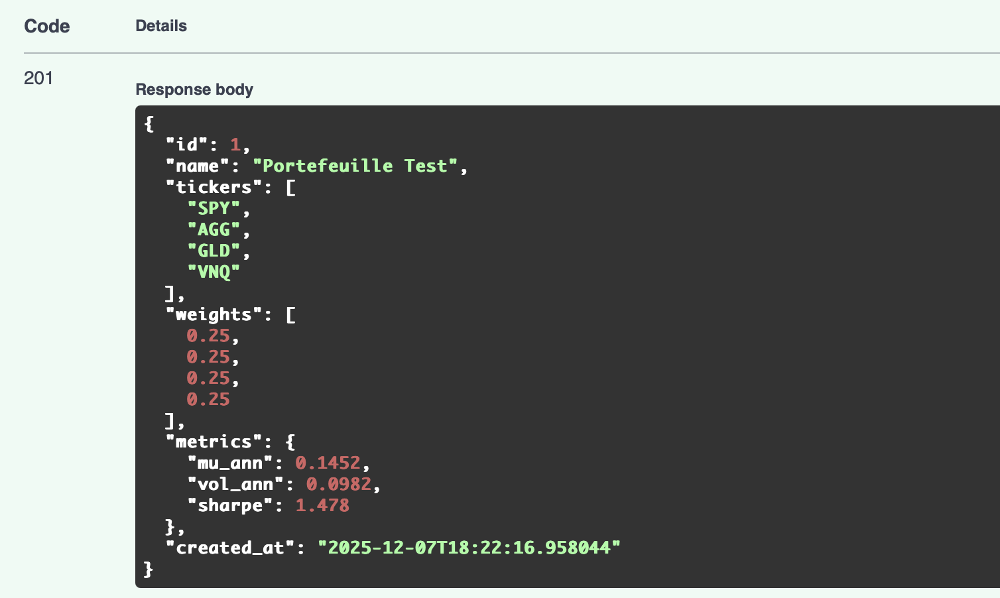 Code Details
201
Response body
{
  "id": 1,
  "name": "Portefeuille Test",
  "tickers": [
    "SPY",
    "AGG",
    "GLD",
    "VNQ"
  ],
  "weights": [
    0.25,
    0.25,
    0.25,
    0.25
  ],
  "metrics": {
    "mu_ann": 0.1452,
    "vol_ann": 0.0982,
    "sharpe": 1.478
  },
  "created_at": "2025-12-07T18:22:16.958044"
}